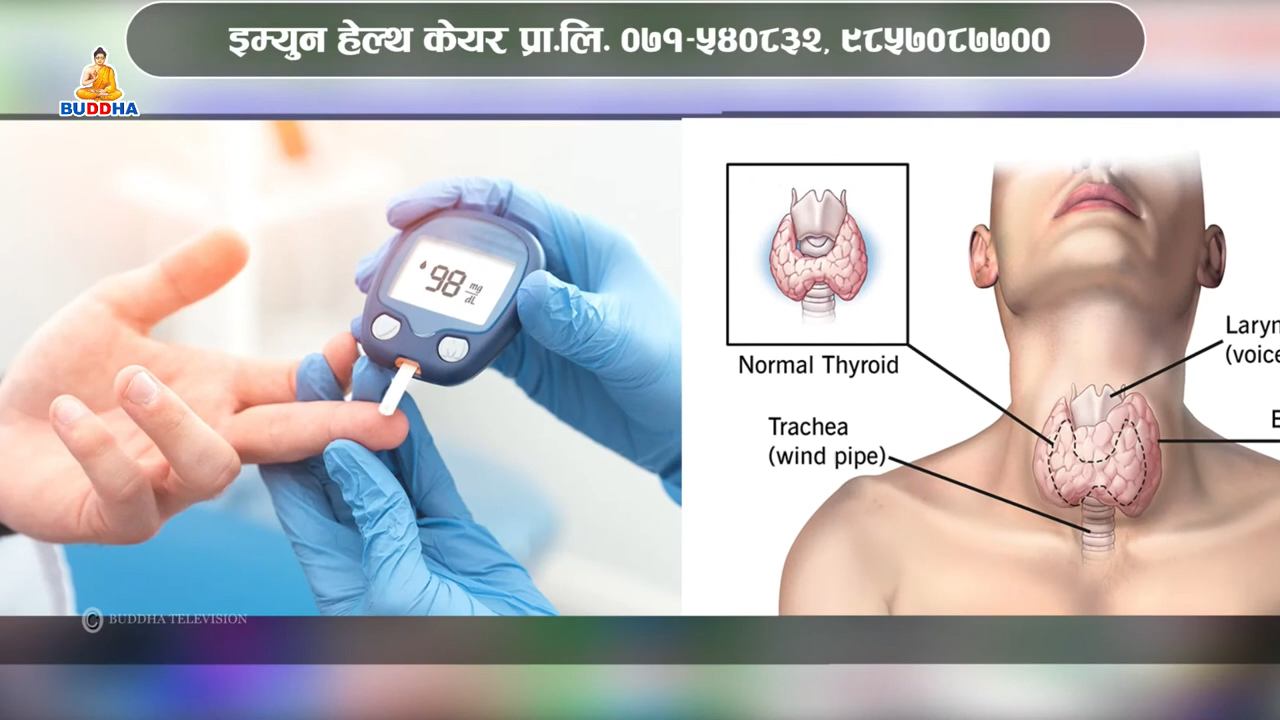 इम्युन हेल्थ केयर प्रा.लि. ०७१-५४०८३२, ९८५७०८७७००
BUDDHA
98 mg/dL
Normal Thyroid
Trachea
(wind pipe)
© BUDDHA TELEVISION